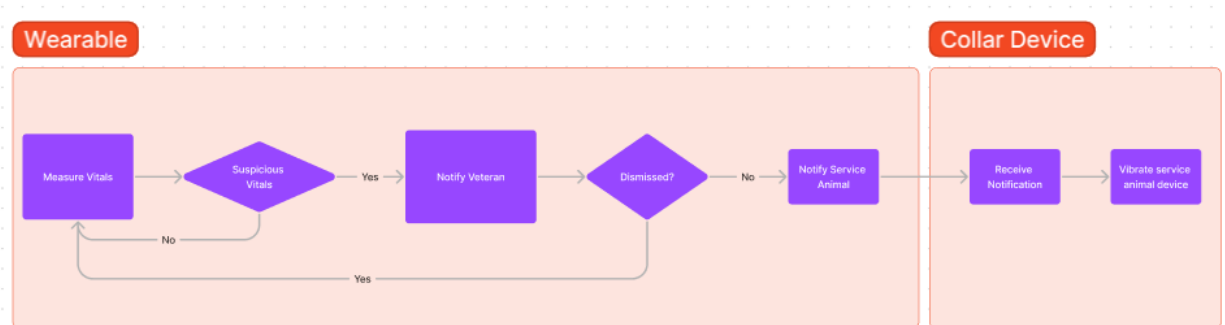 Wearable
Collar Device
Measure Vitals
Suspicious
Vitals
Yes
Notify Veteran
Dismissed?
No
Notify Service
Animal
Receive
Notification
Vibrate service
animal device
No
Yes